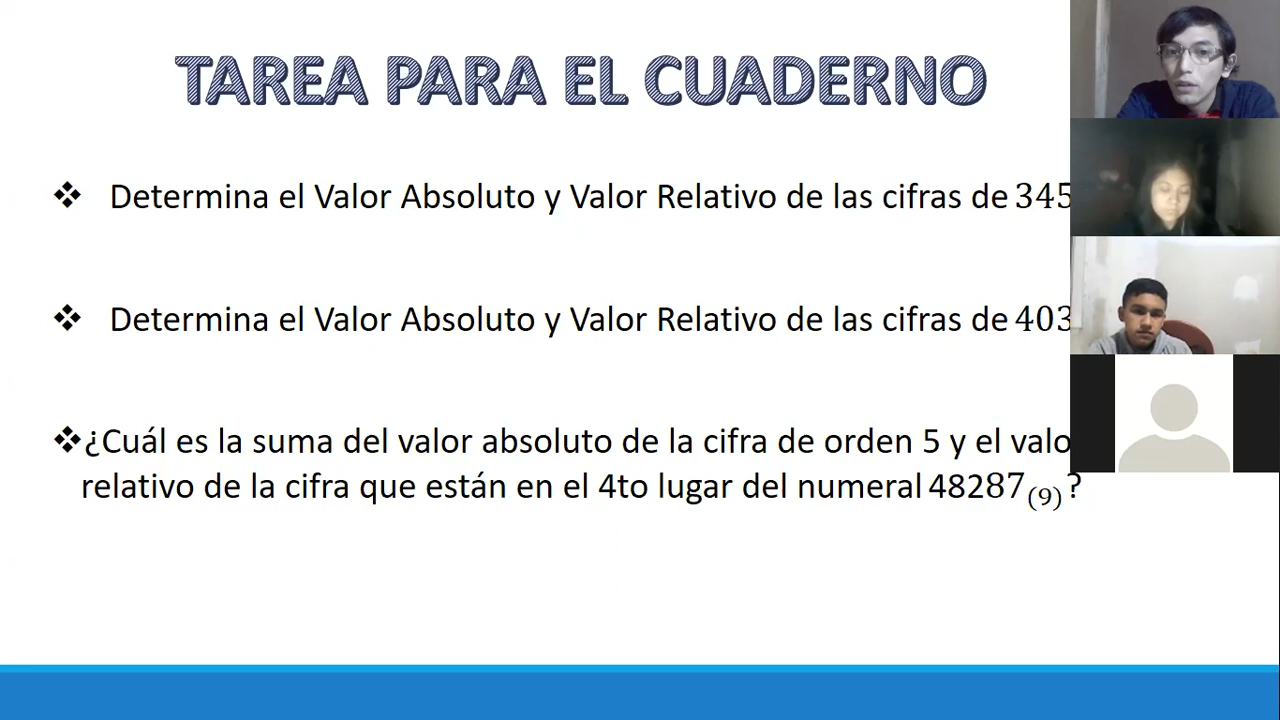 TAREA PARA EL CUADERNO
❖ Determina el Valor Absoluto y Valor Relativo de las cifras de 345
❖ Determina el Valor Absoluto y Valor Relativo de las cifras de 403
❖¿Cuál es la suma del valor absoluto de la cifra de orden 5 y el valo
relativo de la cifra que están en el 4to lugar del numeral 48287₍₉₎?